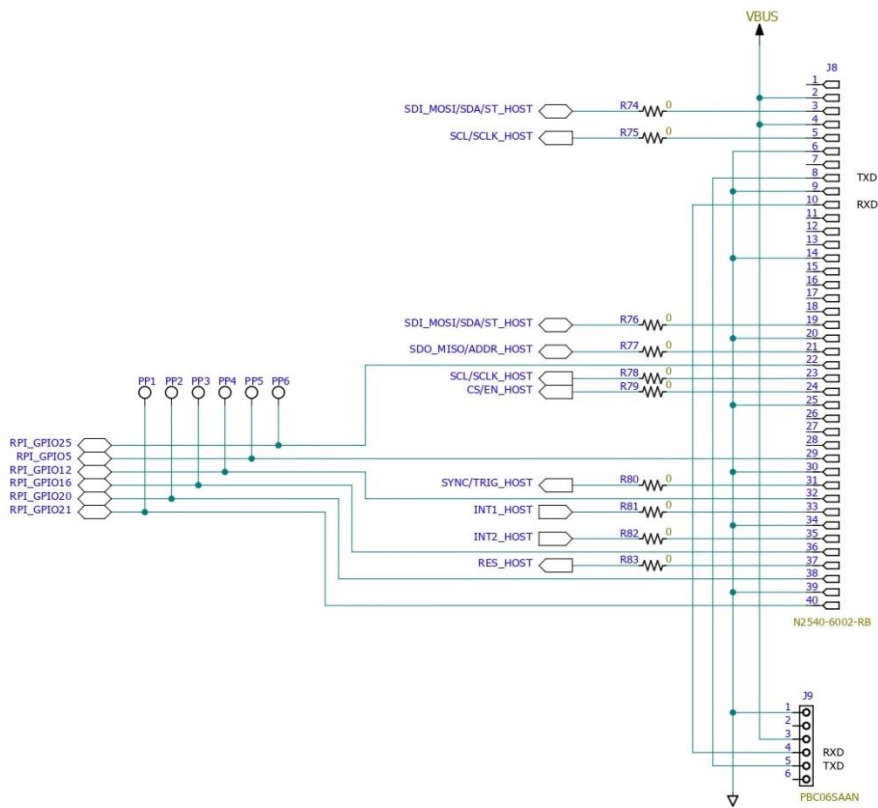 VBUS
J8
1
2
SDI_MOSI/SDA/ST_HOST R74 0 3
4
SCL/SCLK_HOST R75 0 5
6
7
8 TXD
9
10 RXD
11
12
13
14
15
16
17
18
SDI_MOSI/SDA/ST_HOST R76 0 19
20
SDO_MISO/ADDR_HOST R77 0 21
22
SCL/SCLK_HOST R78 0 23
PP1 PP2 PP3 PP4 PP5 PP6
CS/EN_HOST R79 0 24
25
26
27
RPI_GPIO25 28
RPI_GPIO5 29
RPI_GPIO12 30
RPI_GPIO16 SYNC/TRIG_HOST R80 0 31
RPI_GPIO20 32
RPI_GPIO21 INT1_HOST R81 0 33
34
INT2_HOST R82 0 35
36
RES_HOST R83 0 37
38
39
40
N2540-6002-RB
J9
1
2
3
4 RXD
5 TXD
6
PBC06SAAN